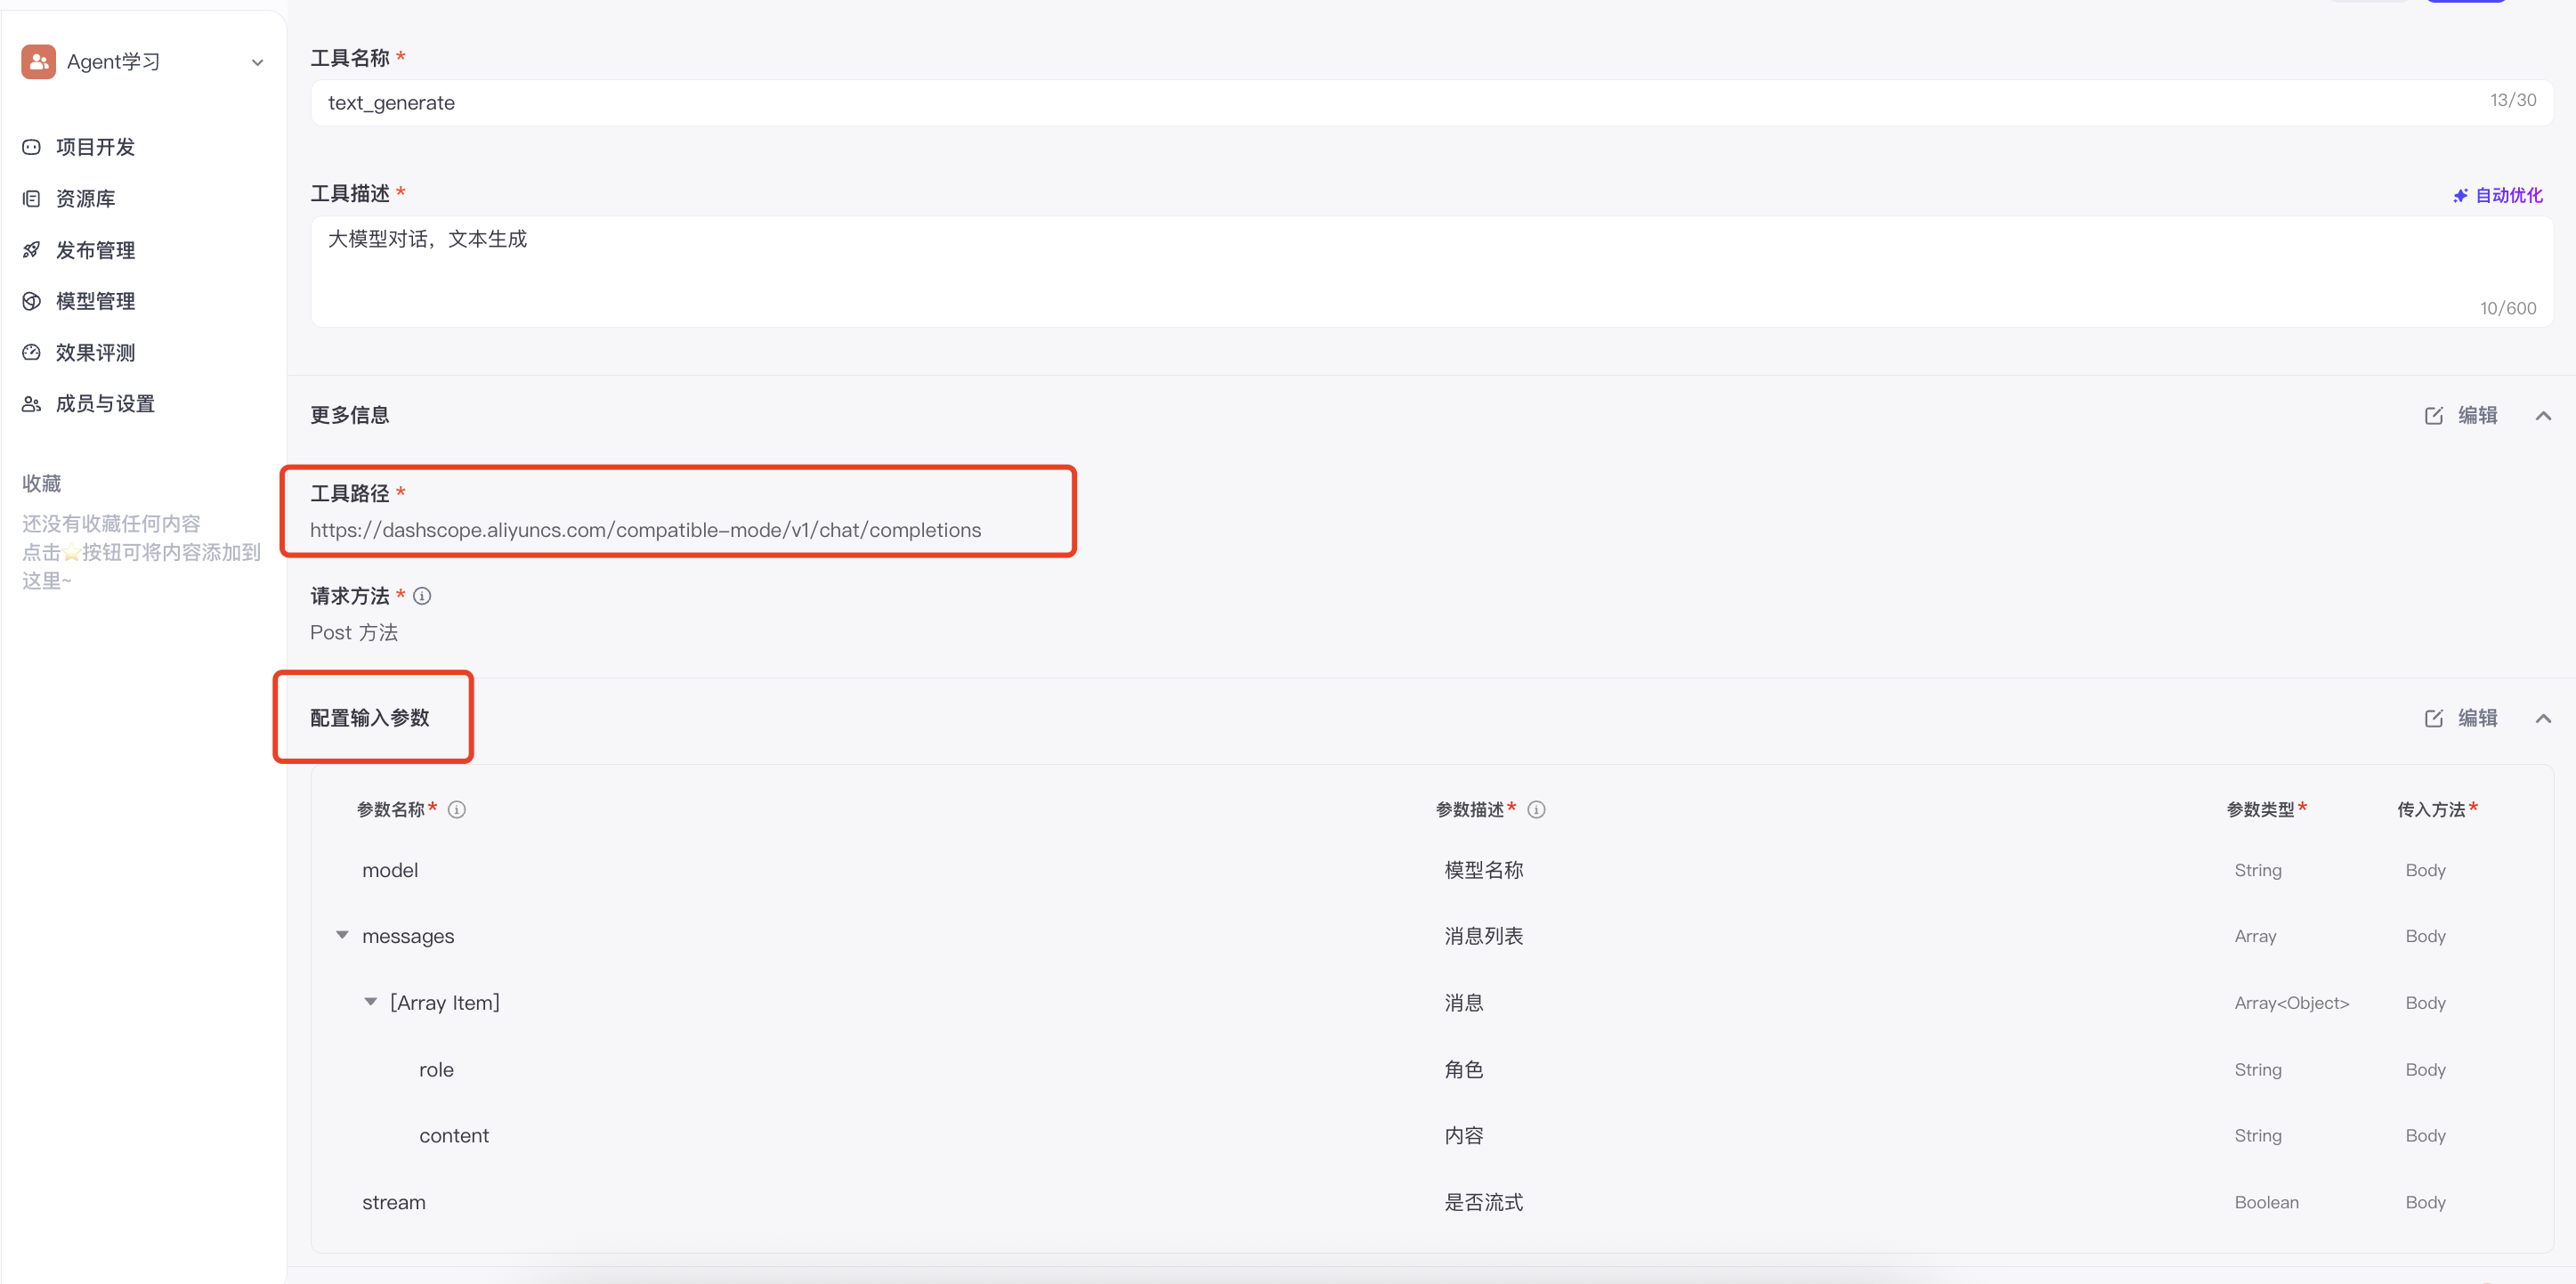 Agent学习
项目开发
资源库
发布管理
模型管理
效果评测
成员与设置
收藏
还没有收藏任何内容
点击⭐按钮可将内容添加到
这里~
工具名称 *
text_generate
13/30
工具描述 *
自动优化
大模型对话，文本生成
10/600
更多信息
编辑
工具路径 *
https://dashscope.aliyuncs.com/compatible-mode/v1/chat/completions
请求方法 *
Post 方法
配置输入参数
编辑
参数名称* 参数描述* 参数类型* 传入方法*
model 模型名称 String Body
messages 消息列表 Array Body
[Array Item] 消息 Array<Object> Body
role 角色 String Body
content 内容 String Body
stream 是否流式 Boolean Body